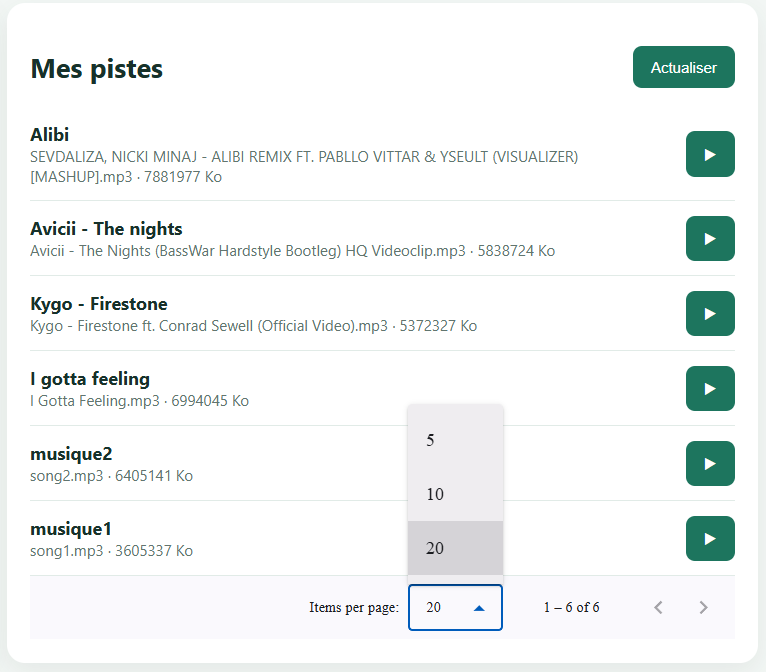 Mes pistes
Actualiser
Alibi
SEVDALIZA, NICKI MINAJ - ALIBI REMIX FT. PABLLO VITTAR & YSEULT (VISUALIZER)
[MASHUP].mp3 · 7881977 Ko
Avicii - The nights
Avicii - The Nights (BassWar Hardstyle Bootleg) HQ Videoclip.mp3 · 5838724 Ko
Kygo - Firestone
Kygo - Firestone ft. Conrad Sewell (Official Video).mp3 · 5372327 Ko
I gotta feeling
I Gotta Feeling.mp3 · 6994045 Ko
musique2
song2.mp3 · 6405141 Ko
musique1
song1.mp3 · 3605337 Ko
5
10
20
Items per page: 20 1 – 6 of 6